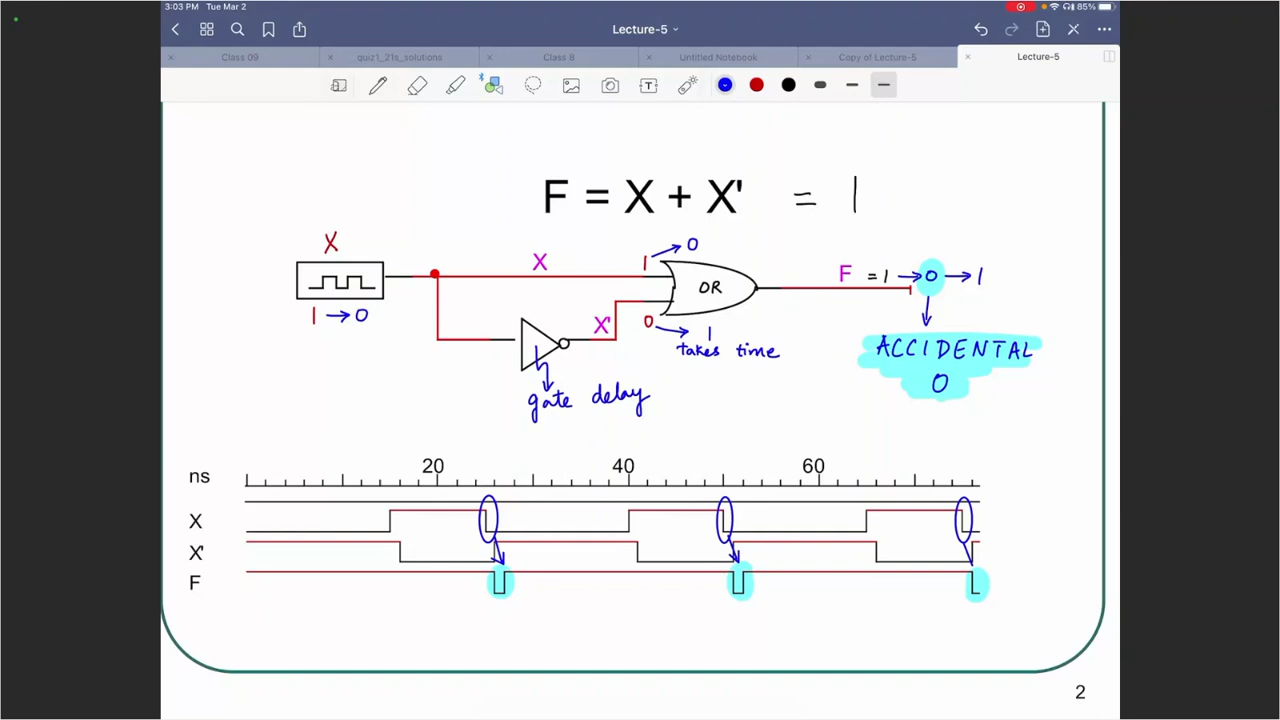 3:03 PM Tue Mar 2
85%
Lecture-5
Class 09
quiz1_21s_solutions
Class 8
Untitled Notebook
Copy of Lecture-5
Lecture-5
F = X + X' = 1
X
1 → 0
X
1 → 0
OR
F = 1 → 0 → 1
X'
0 → 1
takes time
ACCIDENTAL
0
gate delay
ns 20 40 60
X
X'
F
2